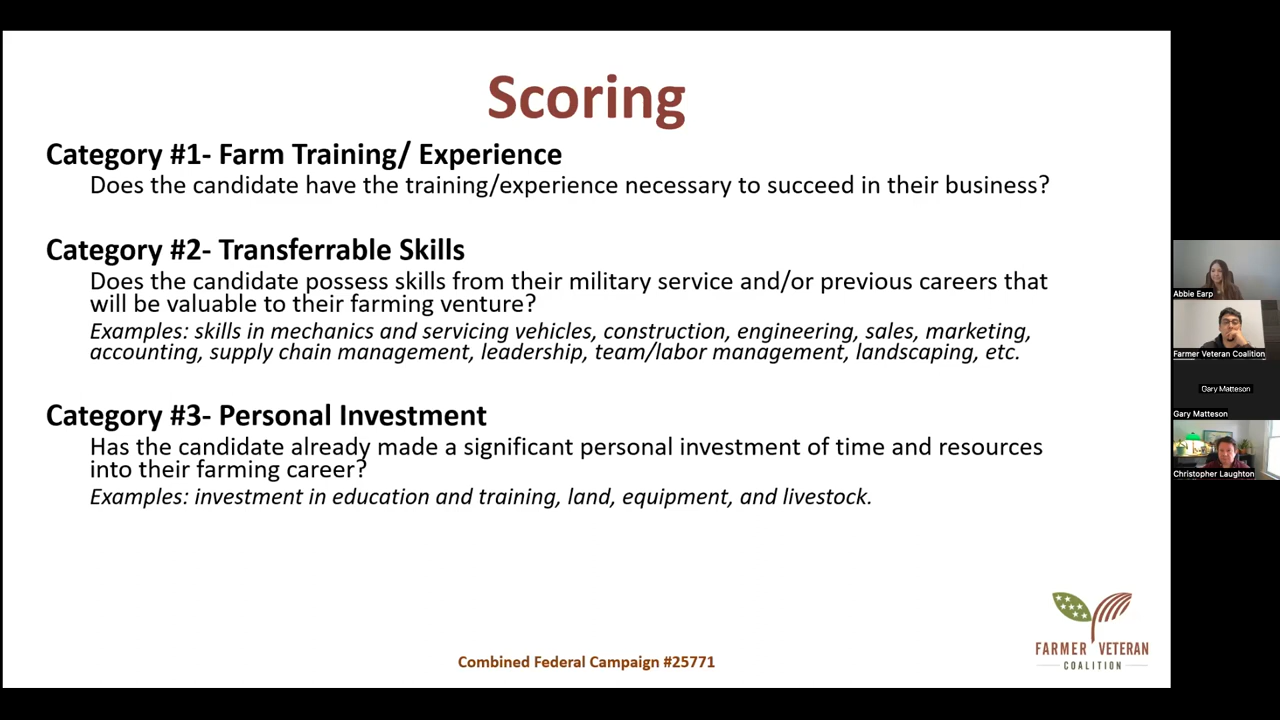 Scoring
Category #1- Farm Training/ Experience
Does the candidate have the training/experience necessary to succeed in their business?
Category #2- Transferrable Skills
Does the candidate possess skills from their military service and/or previous careers that
will be valuable to their farming venture?
Examples: skills in mechanics and servicing vehicles, construction, engineering, sales, marketing,
accounting, supply chain management, leadership, team/labor management, landscaping, etc.
Category #3- Personal Investment
Has the candidate already made a significant personal investment of time and resources
into their farming career?
Examples: investment in education and training, land, equipment, and livestock.
Combined Federal Campaign #25771
FARMER VETERAN
COALITION
Abbie Earp
Farmer Veteran Coalition
Gary Matteson
Gary Matteson
Christopher Laughton